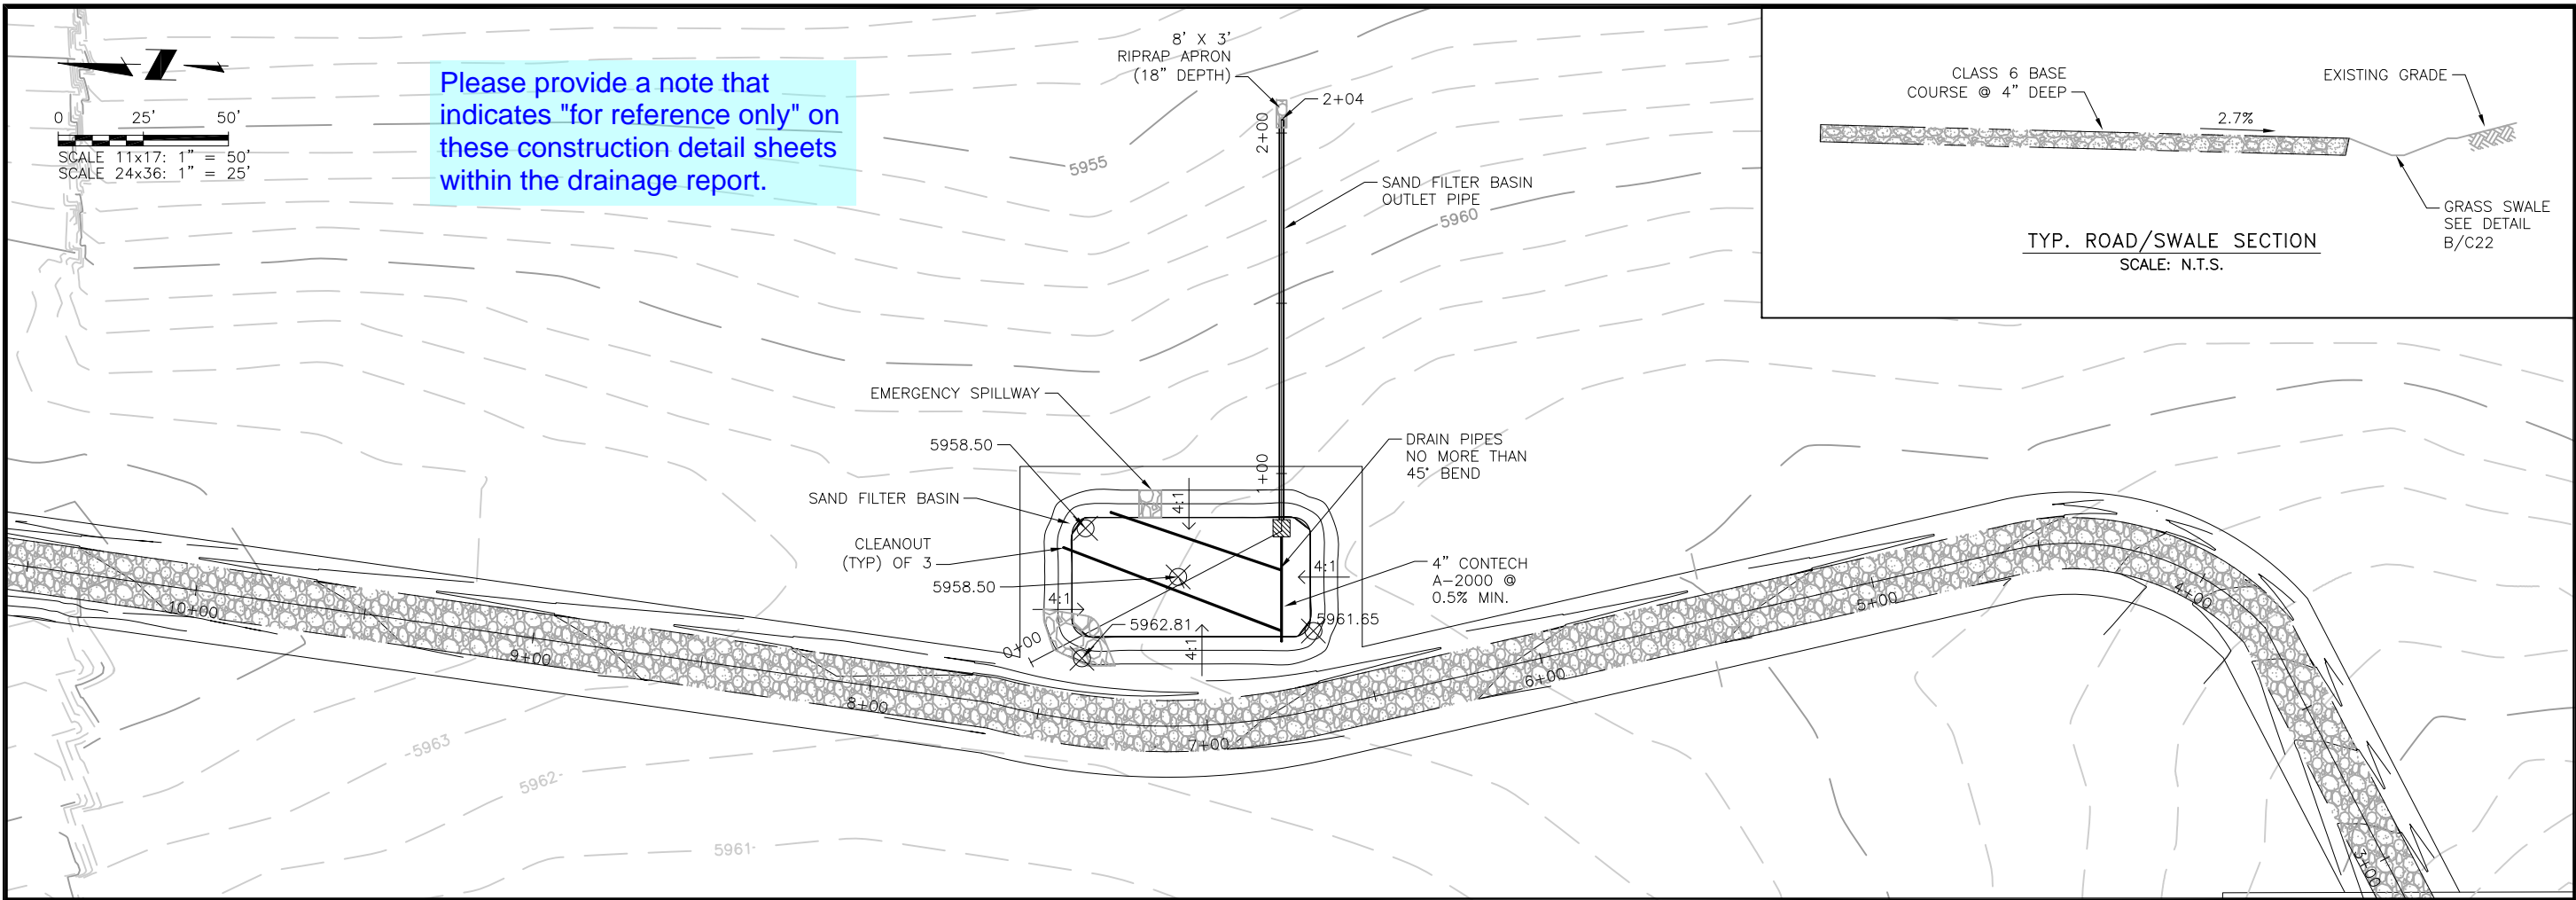 0 25' 50'
SCALE 11x17: 1" = 50'
SCALE 24x36: 1" = 25'
Please provide a note that
indicates "for reference only" on
these construction detail sheets
within the drainage report.
8' X 3'
RIPRAP APRON
(18" DEPTH)
2+04
2+00
SAND FILTER BASIN
OUTLET PIPE
5955
5960
CLASS 6 BASE
COURSE @ 4" DEEP
EXISTING GRADE
2.7%
GRASS SWALE
SEE DETAIL
B/C22
TYP. ROAD/SWALE SECTION
SCALE: N.T.S.
EMERGENCY SPILLWAY
5958.50
SAND FILTER BASIN
CLEANOUT
(TYP) OF 3
5958.50
1+00
4:1
DRAIN PIPES
NO MORE THAN
45° BEND
4:1
4" CONTECH
A-2000 @
0.5% MIN.
4:1
0+00
5962.81
4:1
5961.65
10+00
9+00
8+00
7+00
6+00
5+00
4+00
3+00
-5963
5962-
5961-